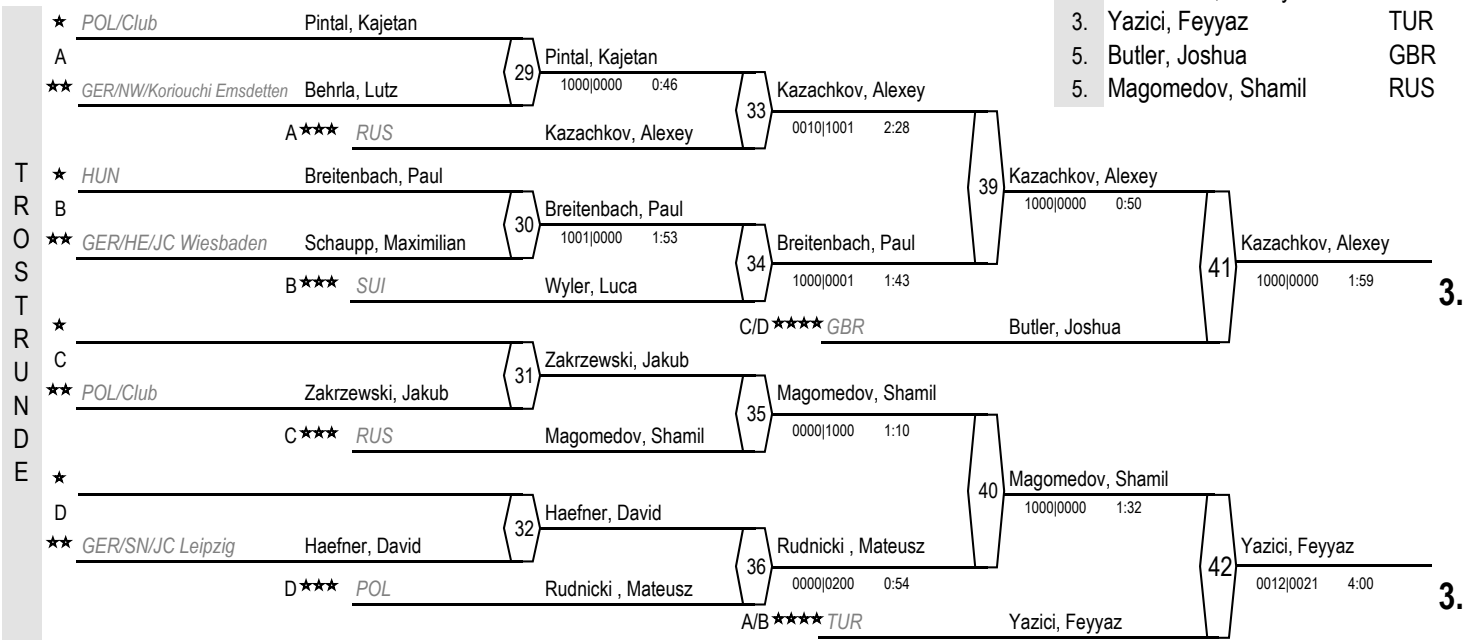 3. Yazici, Feyyaz TUR
5. Butler, Joshua GBR
5. Magomedov, Shamil RUS
TROSTRUNDE
★ POL/Club Pintal, Kajetan
A
★★ GER/NW/Koriouchi Emsdetten Behrla, Lutz
29 Pintal, Kajetan
1000|0000 0:46
A★★★ RUS Kazachkov, Alexey
33 Kazachkov, Alexey
0010|1001 2:28
★ HUN Breitenbach, Paul
B
★★ GER/HE/JC Wiesbaden Schaupp, Maximilian
30 Breitenbach, Paul
1001|0000 1:53
B★★★ SUI Wyler, Luca
34 Breitenbach, Paul
1000|0001 1:43
39 Kazachkov, Alexey
1000|0000 0:50
C/D★★★★ GBR Butler, Joshua
41 Kazachkov, Alexey
1000|0000 1:59
3.
★
C
★★ POL/Club Zakrzewski, Jakub
31 Zakrzewski, Jakub
C★★★ RUS Magomedov, Shamil
35 Magomedov, Shamil
0000|1000 1:10
★
D
★★ GER/SN/JC Leipzig Haefner, David
32 Haefner, David
D★★★ POL Rudnicki , Mateusz
36 Rudnicki , Mateusz
0000|0200 0:54
40 Magomedov, Shamil
1000|0000 1:32
A/B★★★★ TUR Yazici, Feyyaz
42 Yazici, Feyyaz
0012|0021 4:00
3.